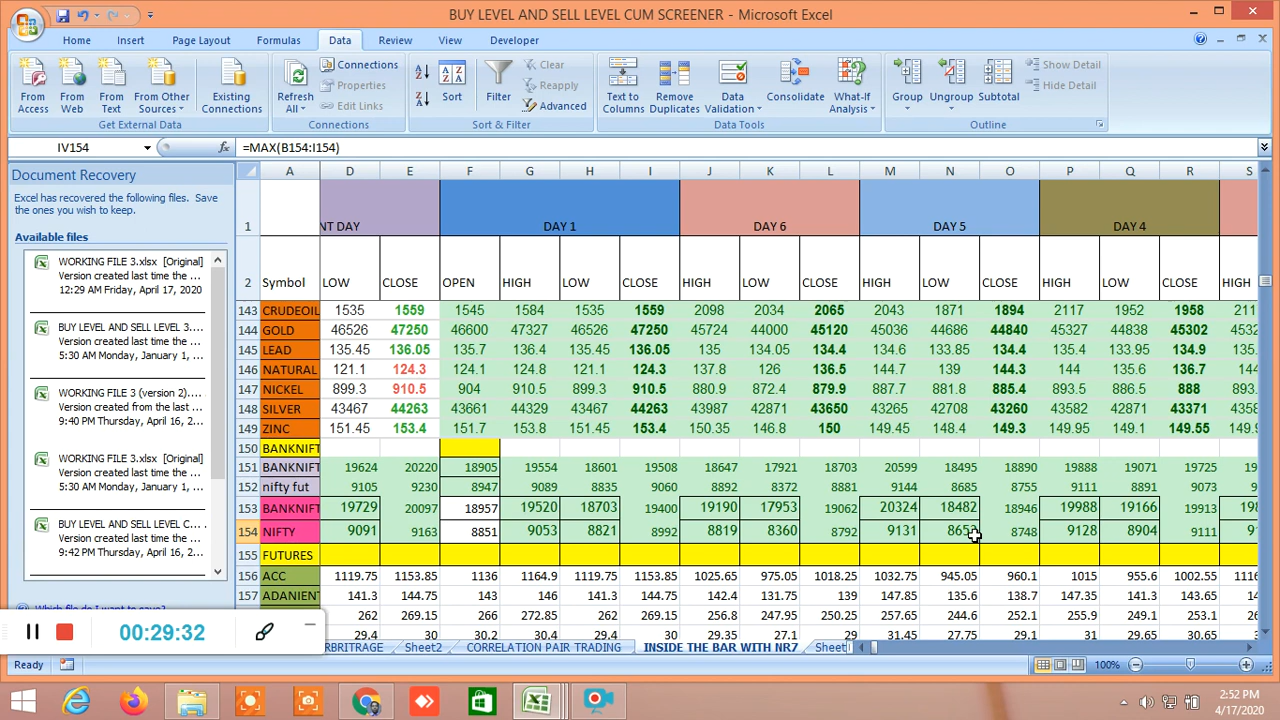 BUY LEVEL AND SELL LEVEL CUM SCREENER - Microsoft Excel
Home Insert Page Layout Formulas Data Review View Developer
From Access
From Web
From Text
From Other Sources
Existing Connections
Get External Data
Refresh All
Connections
Properties
Edit Links
Connections
Sort
Filter
Clear
Reapply
Advanced
Sort & Filter
Text to Columns
Remove Duplicates
Data Validation
Consolidate
What-If Analysis
Data Tools
Group
Ungroup
Subtotal
Show Detail
Hide Detail
Outline
IV154 fx =MAX(B154:I154)
Document Recovery
Excel has recovered the following files. Save the ones you wish to keep.
Available files
WORKING FILE 3.xlsx [Original]
Version created last time the ...
12:29 AM Friday, April 17, 2020
BUY LEVEL AND SELL LEVEL 3....
Version created last time the ...
5:30 AM Monday, January 1, ...
WORKING FILE 3 (version 2)....
Version created from the last ...
9:40 PM Thursday, April 16, 2...
WORKING FILE 3.xlsx [Original]
Version created last time the ...
5:30 AM Monday, January 1, ...
BUY LEVEL AND SELL LEVEL C...
Version created last time the ...
9:42 PM Thursday, April 16, 2...
Which file do I want to save?
A D E F G H I J K L M N O P Q R S
1 NT DAY DAY 1 DAY 6 DAY 5 DAY 4
2 Symbol LOW CLOSE OPEN HIGH LOW CLOSE HIGH LOW CLOSE HIGH LOW CLOSE HIGH LOW CLOSE HIGH
143 CRUDEOIL 1535 1559 1545 1584 1535 1559 2098 2034 2065 2043 1871 1894 2117 1952 1958
144 GOLD 46526 47250 46600 47327 46526 47250 45724 44000 45120 45036 44686 44840 45327 44838 45302
145 LEAD 135.45 136.05 135.7 136.4 135.45 136.05 135 134.05 134.4 134.6 133.85 134.4 135.4 133.95 134.9
146 NATURAL 121.1 124.3 124.1 124.8 121.1 124.3 137.8 126 136.5 144.7 139 144.3 144 135.6 136.7
147 NICKEL 899.3 910.5 904 910.5 899.3 910.5 880.9 872.4 879.9 887.7 881.8 885.4 893.5 886.5 888
148 SILVER 43467 44263 43661 44329 43467 44263 43987 42871 43650 43265 42708 43260 43582 42871 43371
149 ZINC 151.45 153.4 151.7 153.8 151.45 153.4 150.35 146.8 150 149.45 148.4 149.3 149.95 149.1 149.55
150 BANKNIFT
151 BANKNIFT 19624 20220 18905 19554 18601 19508 18647 17921 18703 20599 18495 18890 19888 19071 19725
152 nifty fut 9105 9230 8947 9089 8835 9060 8892 8372 8881 9144 8685 8755 9111 8891 9073
153 BANKNIFT 19729 20097 18957 19520 18703 19400 19190 17953 19062 20324 18482 18946 19988 19166 19913
154 NIFTY 9091 9163 8851 9053 8821 8992 8819 8360 8792 9131 8748 9128 8904 9111
155 FUTURES
156 ACC 1119.75 1153.85 1136 1164.9 1119.75 1153.85 1025.65 975.05 1018.25 1032.75 945.05 960.1 1015 955.6 1002.55
157 ADANIENT 141.3 144.75 143 146 141.3 144.75 142.4 131.75 139 147.85 135.6 138.7 147.35 141.3 143.65
262 269.15 266 272.85 262 269.15 256.8 247.95 250.25 267.85 244.6 252.1 255.9 249.1 253.1
29.4 30 30.2 30.4 29.4 30 29.35 27.1 29 31.45 27.75 29.1 31 29.05 30.65
00:29:32
RBITRAGE Sheet2 CORRELATION PAIR TRADING INSIDE THE BAR WITH NR7 Sheet
Ready 100%
2:52 PM
4/17/2020